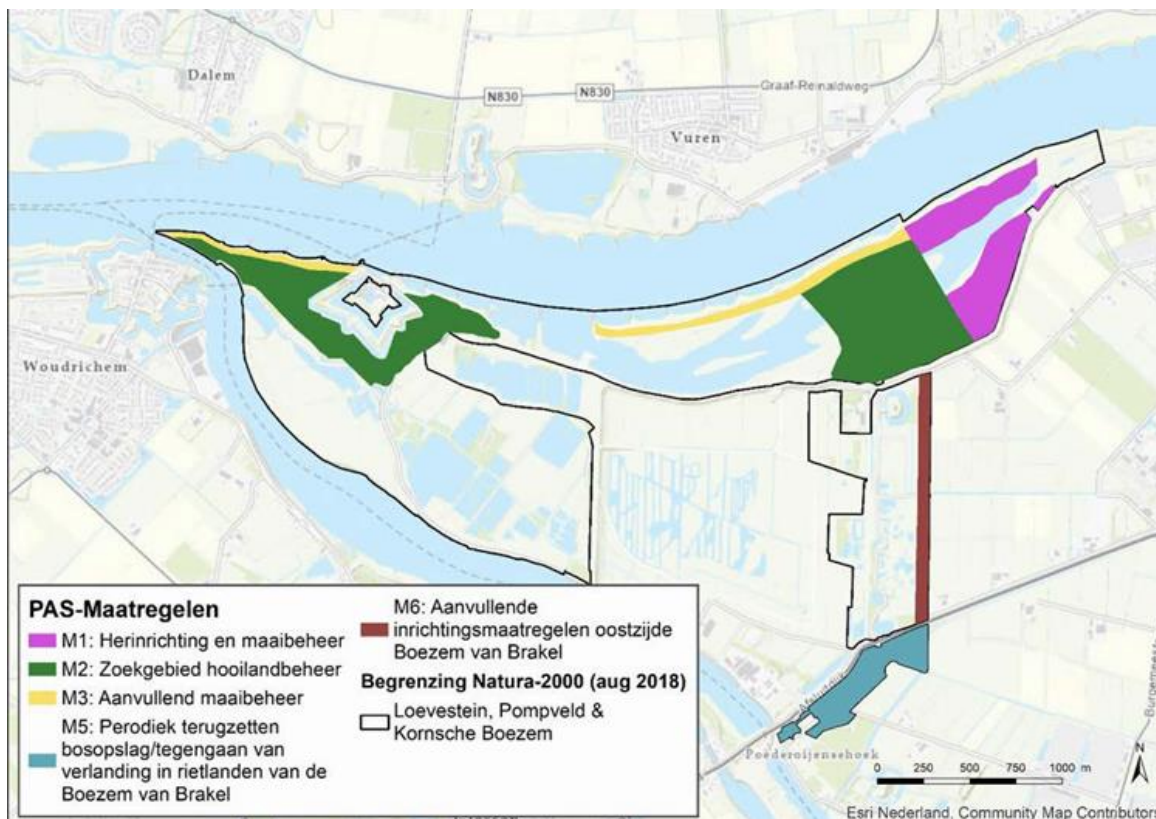 Dalem
N830
N830
Graaf-Reinaldweg
Vuren
Woudrichem
PAS-Maatregelen
M1: Herinrichting en maaibeheer
M2: Zoekgebied hooilandbeheer
M3: Aanvullend maaibeheer
M5: Perodiek terugzetten
bosopslag/tegengaan van
verlanding in rietlanden van de
Boezem van Brakel
M6: Aanvullende
inrichtingsmaatregelen oostzijde
Boezem van Brakel
Begrenzing Natura-2000 (aug 2018)
Loevestein, Pompveld &
Kornsche Boezem
Poederoijensehoek
N
0 250 500 750 1000 m
Esri Nederland, Community Map Contributors